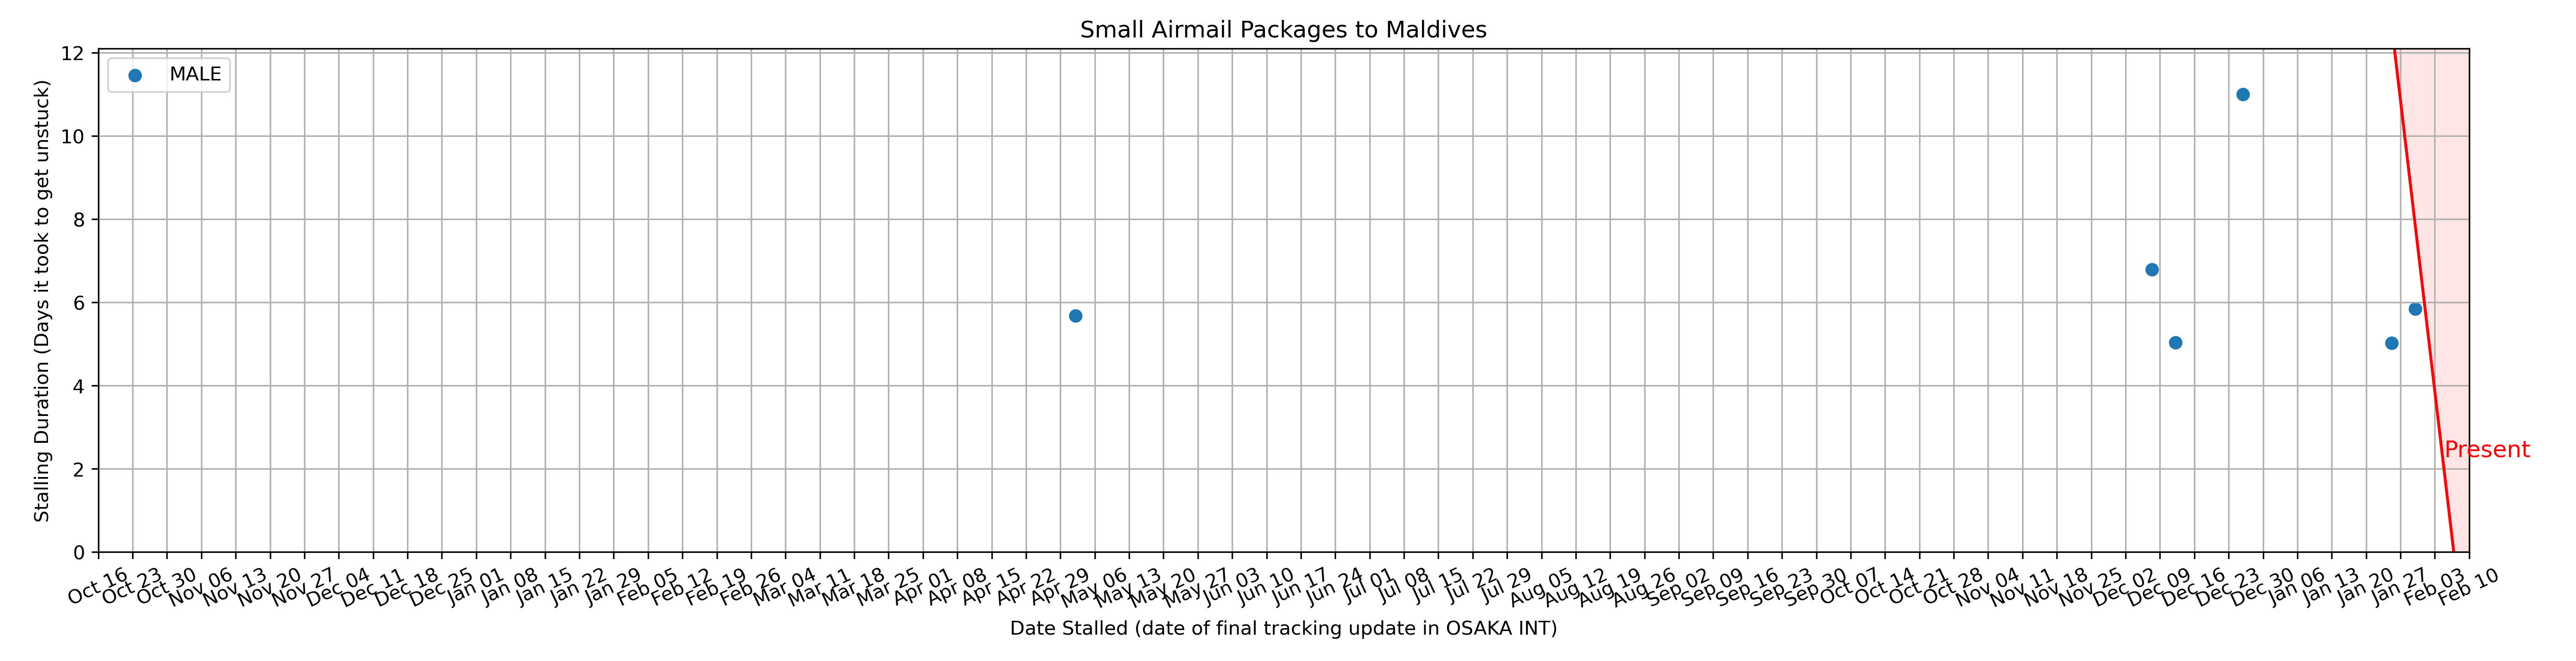 Small Airmail Packages to Maldives
MALE
Stalling Duration (Days it took to get unstuck)
12
10
8
6
4
2
0
Present
Oct 16 Oct 23 Oct 30 Nov 06 Nov 13 Nov 20 Nov 27 Dec 04 Dec 11 Dec 18 Dec 25 Jan 01 Jan 08 Jan 15 Jan 22 Jan 29 Feb 05 Feb 12 Feb 19 Feb 26 Mar 04 Mar 11 Mar 18 Mar 25 Apr 01 Apr 08 Apr 15 Apr 22 Apr 29 May 06 May 13 May 20 May 27 Jun 03 Jun 10 Jun 17 Jun 24 Jul 01 Jul 08 Jul 15 Jul 22 Jul 29 Aug 05 Aug 12 Aug 19 Aug 26 Sep 02 Sep 09 Sep 16 Sep 23 Sep 30 Oct 07 Oct 14 Oct 21 Oct 28 Nov 04 Nov 11 Nov 18 Nov 25 Dec 02 Dec 09 Dec 16 Dec 23 Dec 30 Jan 06 Jan 13 Jan 20 Jan 27 Feb 03 Feb 10
Date Stalled (date of final tracking update in OSAKA INT)